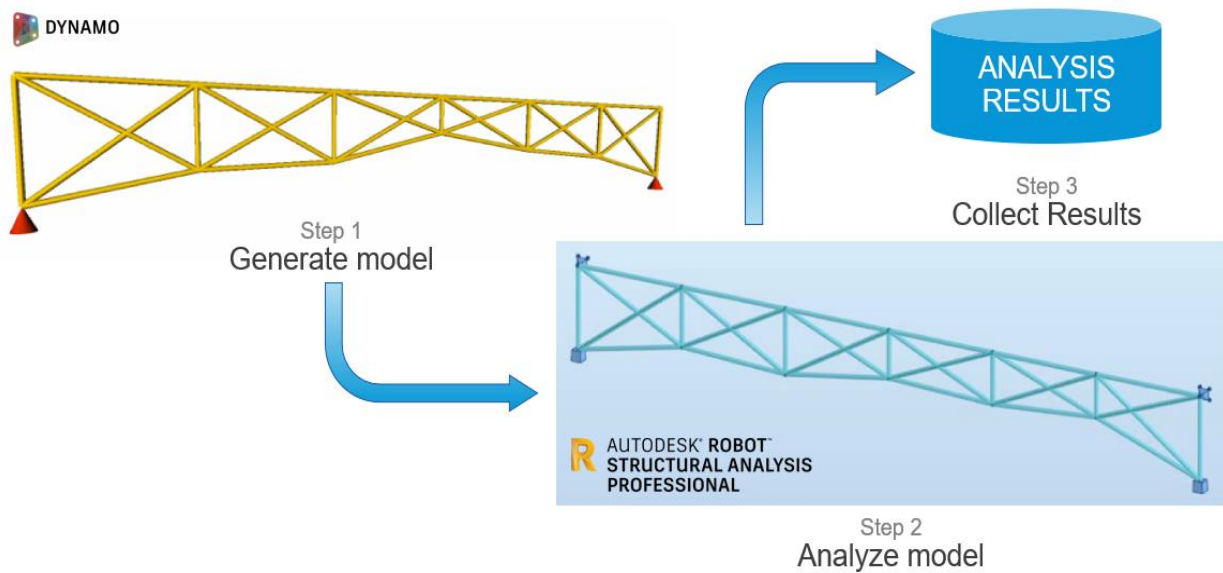 DYNAMO
Step 1
Generate model
ANALYSIS
RESULTS
Step 3
Collect Results
R AUTODESK® ROBOT™
STRUCTURAL ANALYSIS
PROFESSIONAL
Step 2
Analyze model